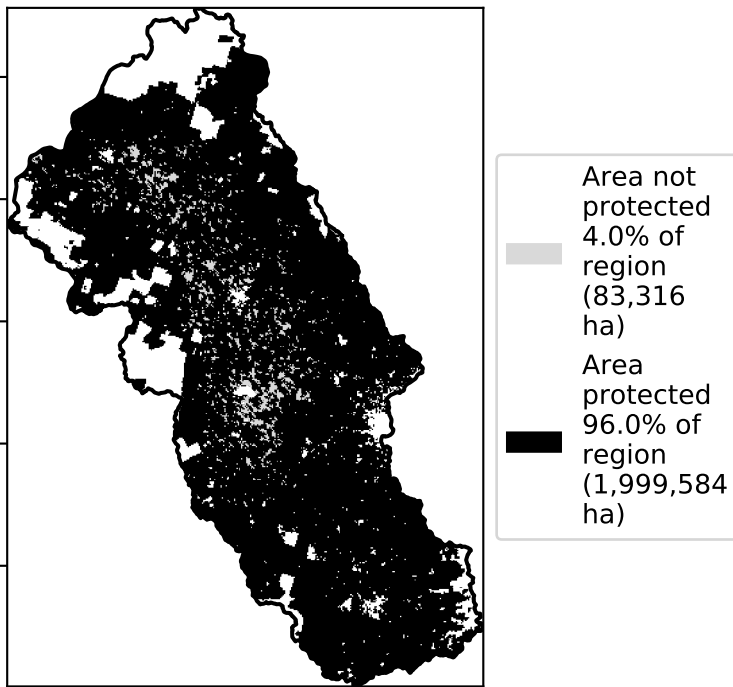 Area not
protected
4.0% of
region
(83,316
ha)
Area
protected
96.0% of
region
(1,999,584
ha)